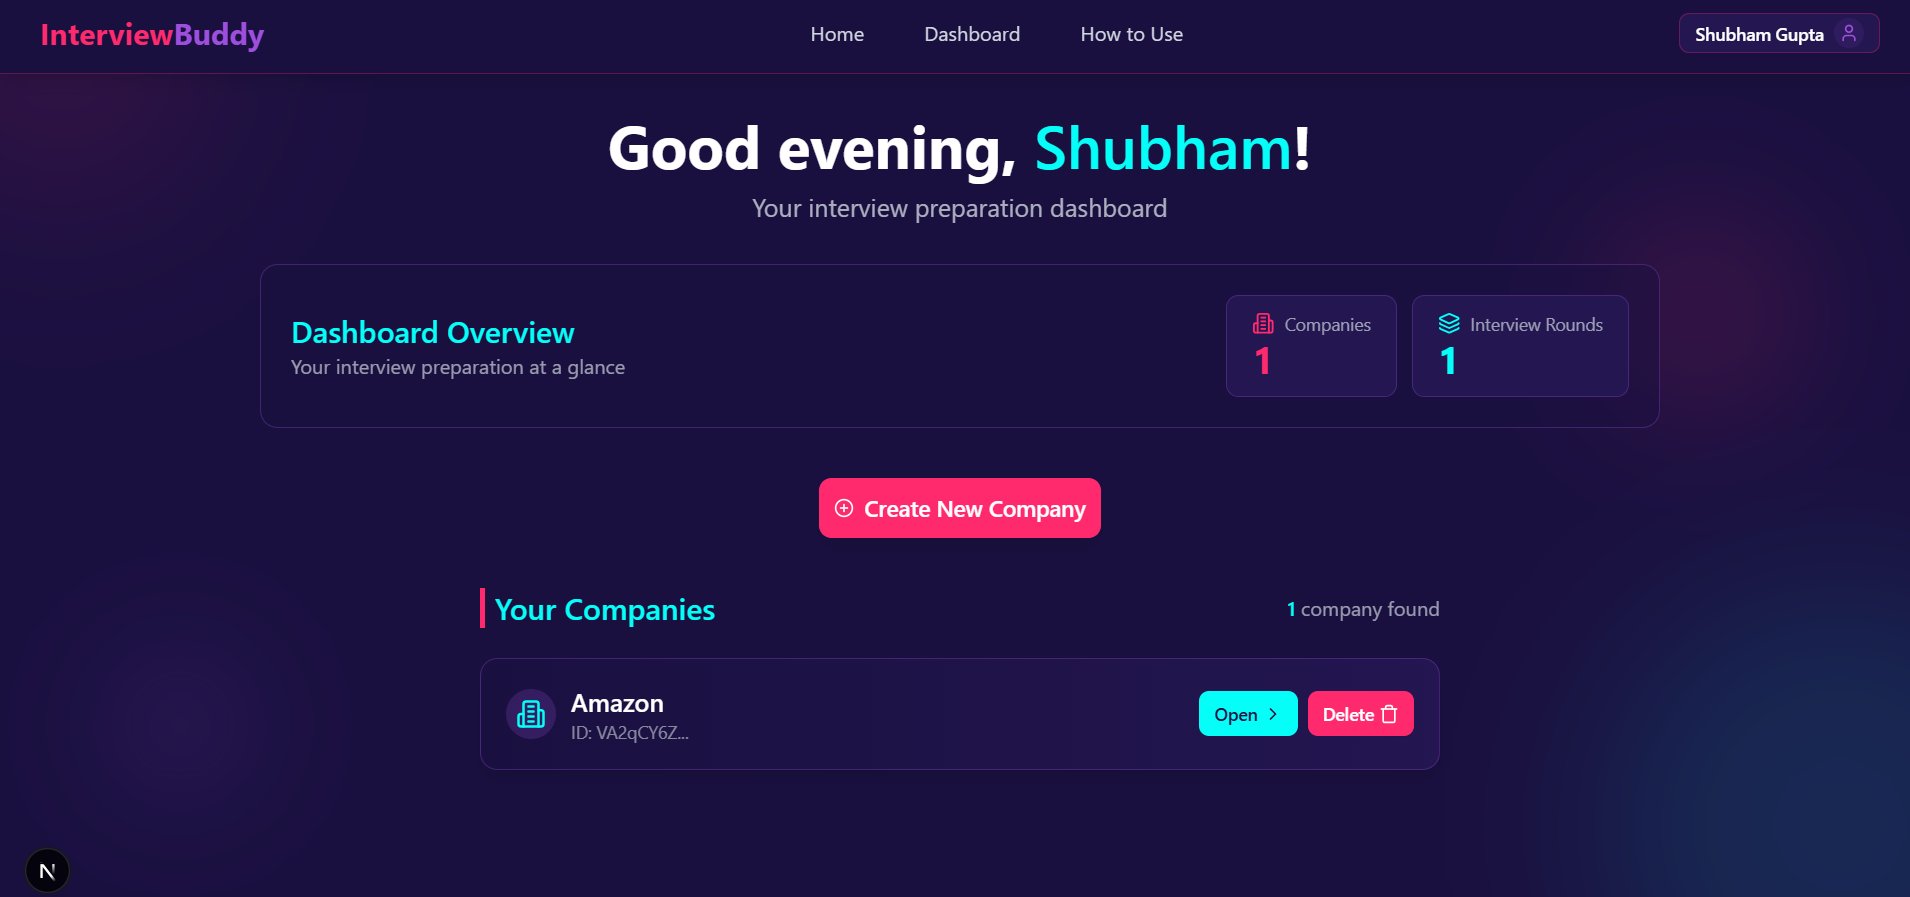 InterviewBuddy
Home Dashboard How to Use
Shubham Gupta
Good evening, Shubham!
Your interview preparation dashboard
Dashboard Overview
Your interview preparation at a glance
Companies
1
Interview Rounds
1
Create New Company
Your Companies
1 company found
Amazon
ID: VA2qCY6Z...
Open
Delete
N